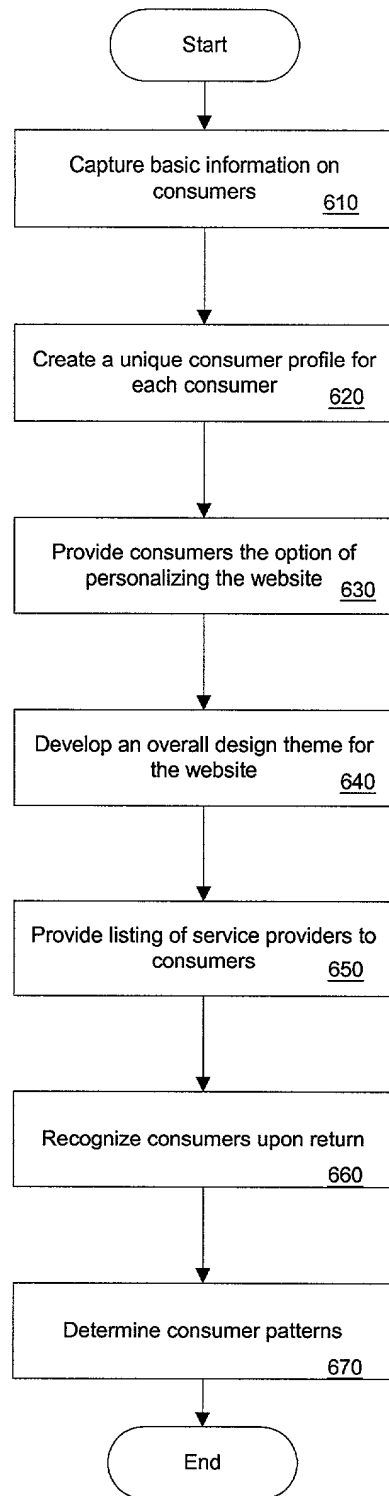 Start
Capture basic information on
consumers
610
Create a unique consumer profile for
each consumer
620
Provide consumers the option of
personalizing the website
630
Develop an overall design theme for
the website
640
Provide listing of service providers to
consumers
650
Recognize consumers upon return
660
Determine consumer patterns
670
End